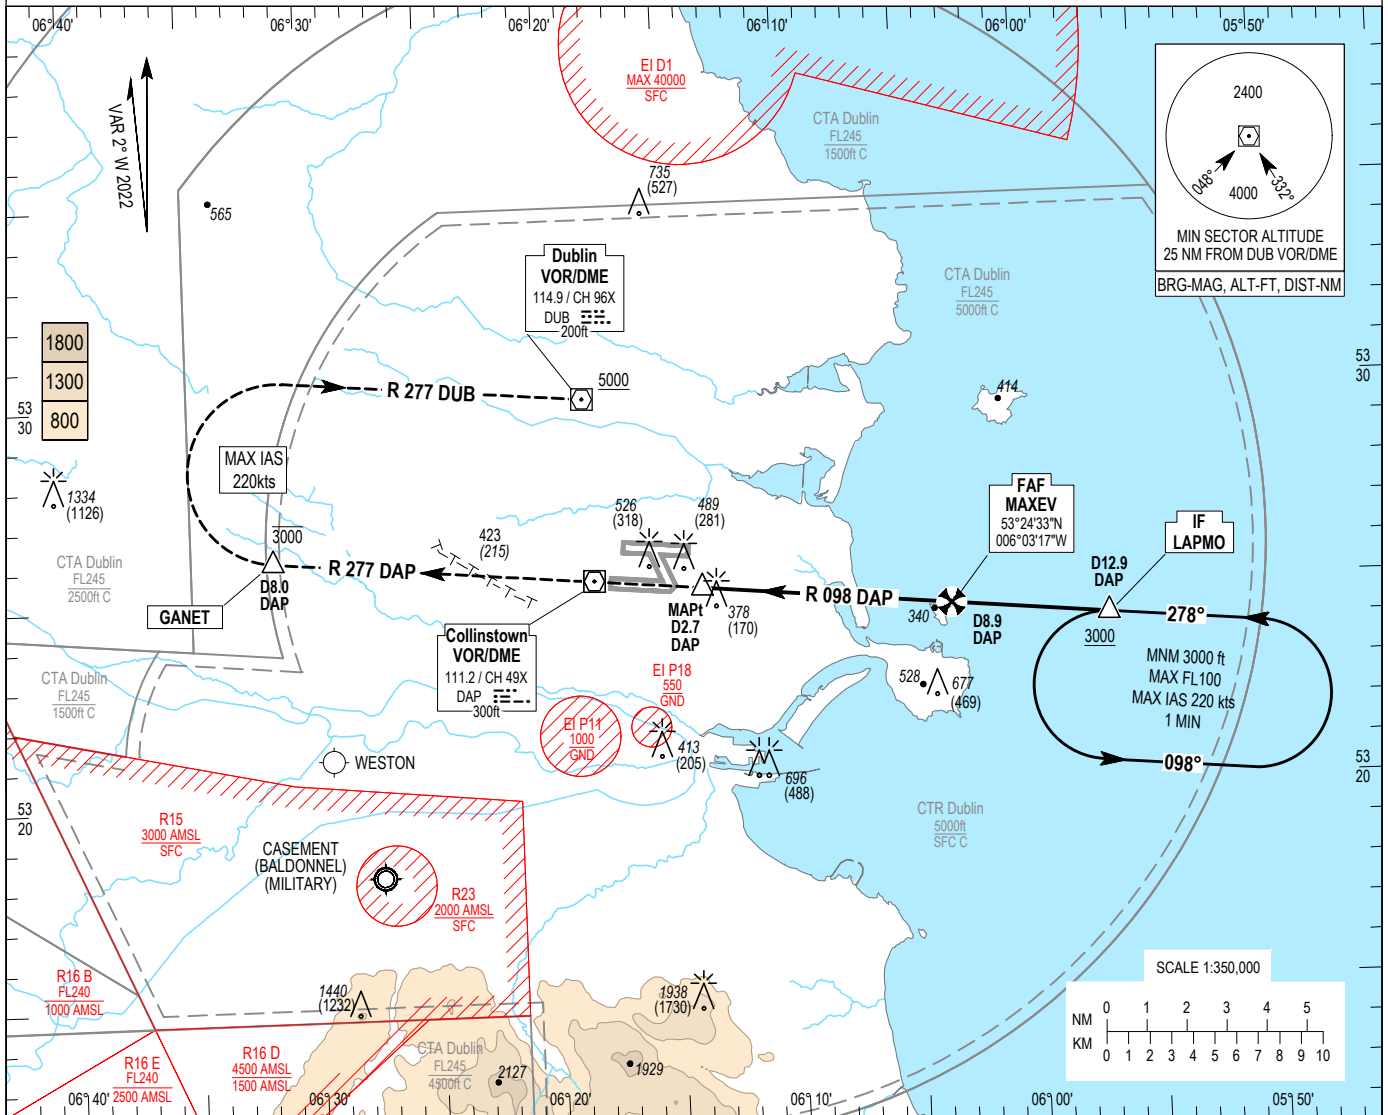 06°40'
06°30'
06°20'
06°10'
06°00'
05°50'
VAR 2° W 2022
565
EI D1
MAX 40000
SFC
CTA Dublin
FL245
1500ft C
735
(527)
2400
048°
332°
4000
MIN SECTOR ALTITUDE
25 NM FROM DUB VOR/DME
BRG-MAG, ALT-FT, DIST-NM
Dublin
VOR/DME
114.9 / CH 96X
DUB
200ft
CTA Dublin
FL245
5000ft C
1800
1300
800
53
30
53
30
R 277 DUB
5000
414
MAX IAS
220kts
1334
(1126)
526
(318)
489
(281)
423
(215)
FAF
MAXEV
53°24'33"N
006°03'17"W
IF
LAPMO
3000
CTA Dublin
FL245
2500ft C
D8.0
DAP
R 277 DAP
GANET
MAPt
D2.7
DAP
378
(170)
R 098 DAP
340
D8.9
DAP
D12.9
DAP
3000
278°
Collinstown
VOR/DME
111.2 / CH 49X
DAP
300ft
EI P18
550
GND
EI P11
1000
GND
528
677
(469)
MNM 3000 ft
MAX FL100
MAX IAS 220 kts
1 MIN
098°
CTA Dublin
FL245
1500ft C
413
(205)
696
(488)
WESTON
53
20
53
20
R15
3000 AMSL
SFC
CTR Dublin
5000ft
SFC C
CASEMENT
(BALDONNEL)
(MILITARY)
R23
2000 AMSL
SFC
R16 B
FL240
1000 AMSL
1440
(1232)
1938
(1730)
SCALE 1:350,000
NM
0 1 2 3 4 5
KM
0 1 2 3 4 5 6 7 8 9 10
R16 E
FL240
2500 AMSL
R16 D
4500 AMSL
1500 AMSL
CTA Dublin
FL245
4500ft C
2127
1929
06° 40'
06° 30'
06° 20'
06° 10'
06° 00'
05° 50'